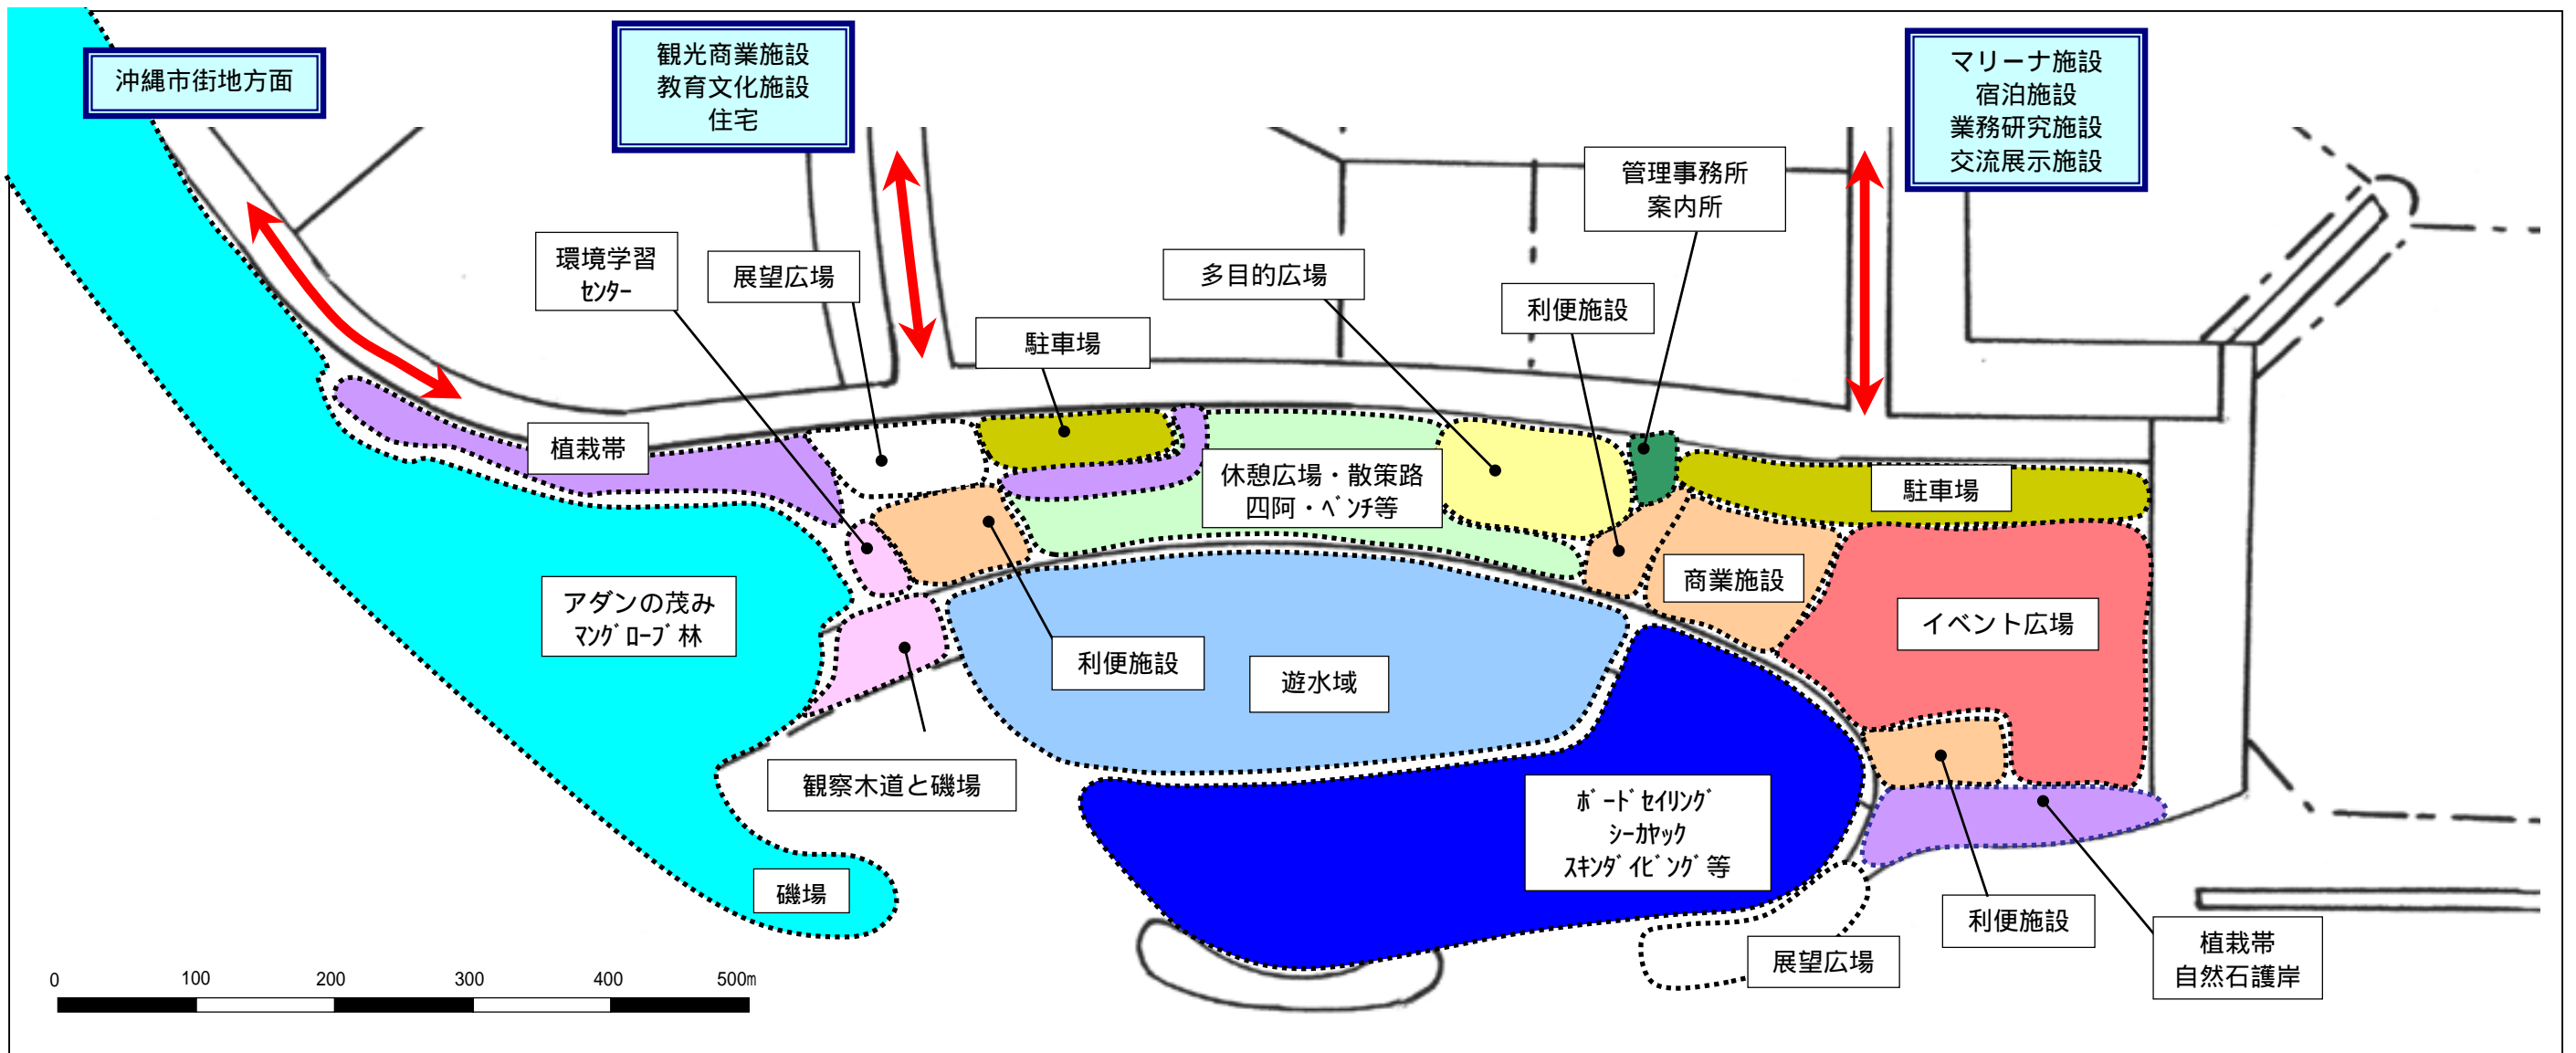 沖縄市街地方面
観光商業施設
教育文化施設
住宅
マリーナ施設
宿泊施設
業務研究施設
交流展示施設
管理事務所
案内所
環境学習
ｾﾝﾀｰ
展望広場
多目的広場
利便施設
駐車場
植栽帯
休憩広場・散策路
四阿・ﾍﾞﾝﾁ等
駐車場
商業施設
アダンの茂み
ﾏﾝｸﾞﾛｰﾌﾞ林
イベント広場
利便施設
遊水域
観察木道と磯場
ﾎﾞｰﾄﾞｾｲﾘﾝｸﾞ
ｼｰｶﾔｯｸ
ｽｷﾝﾀﾞｲﾋﾞﾝｸﾞ等
磯場
利便施設
展望広場
植栽帯
自然石護岸
0 100 200 300 400 500m